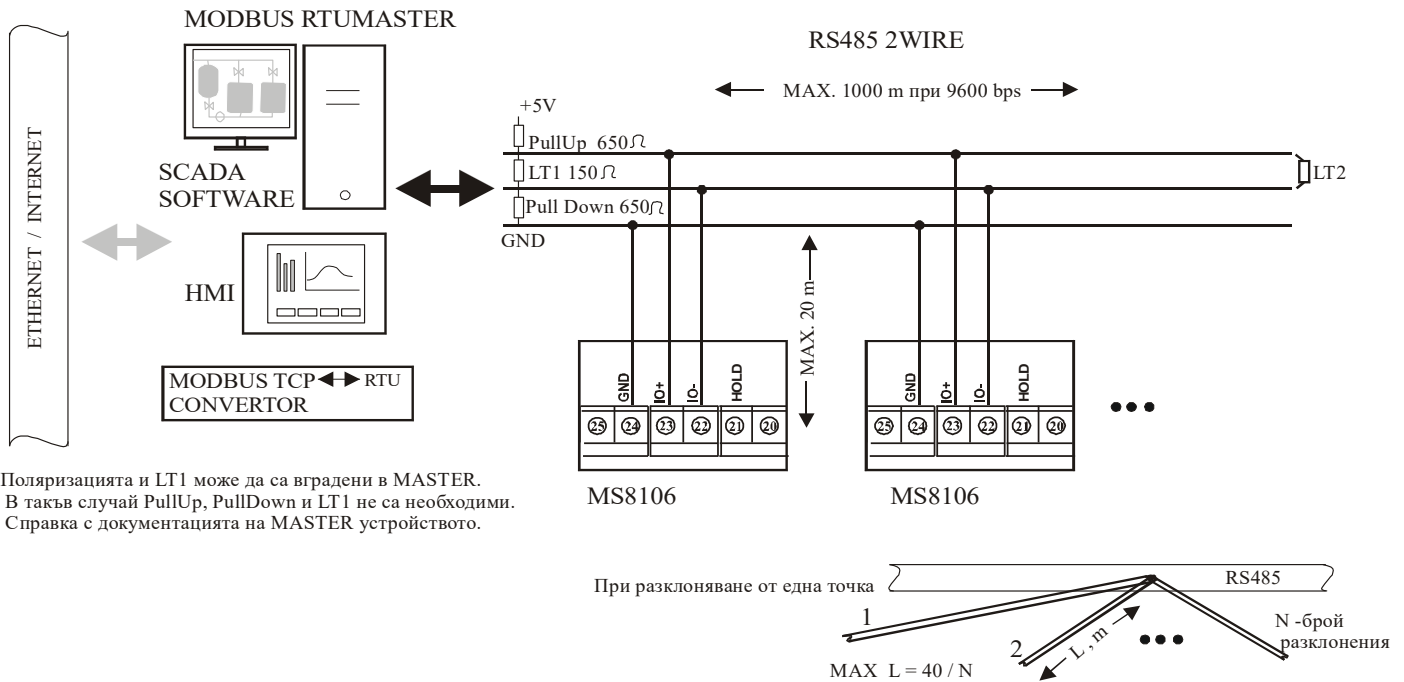 MODBUS RTUMASTER
RS485 2WIRE
MAX. 1000 m при 9600 bps
ETHERNET / INTERNET
SCADA
SOFTWARE
HMI
MODBUS TCP RTU
CONVERTOR
+5V
PullUp 650Ω
LT1 150Ω
Pull Down 650Ω
GND
LT2
MAX. 20 m
GND
IO+
IO-
HOLD
25 24 23 22 21 20
MS8106
GND
IO+
IO-
HOLD
25 24 23 22 21 20
MS8106
Поляризацията и LT1 може да са вградени в MASTER.
В такъв случай PullUp, PullDown и LT1 не са необходими.
Справка с документацията на MASTER устройството.
При разклоняване от една точка
RS485
1
2
L , m
N -брой
разклонения
MAX L = 40 / N